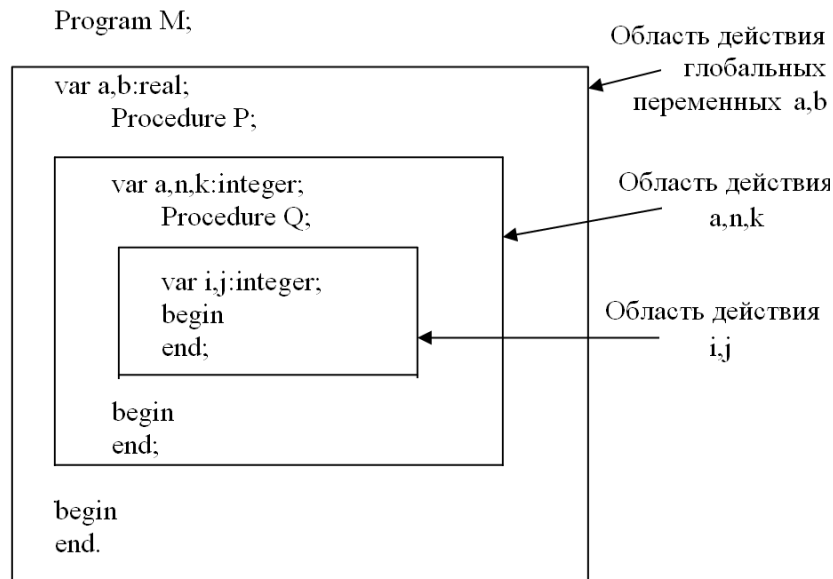 Program M;
Область действия
глобальных
переменных a,b
var a,b:real;
Procedure P;
var a,n,k:integer;
Procedure Q;
Область действия
a,n,k
var i,j:integer;
begin
end;
Область действия
i,j
begin
end;
begin
end.